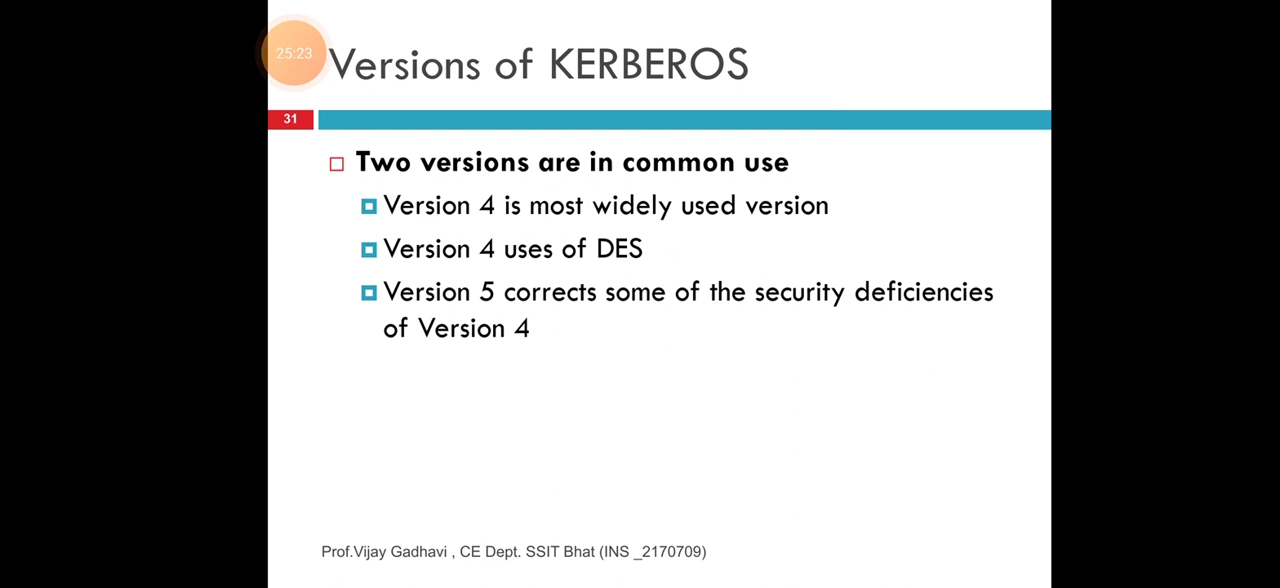 25:23
Versions of KERBEROS
31
Two versions are in common use
Version 4 is most widely used version
Version 4 uses of DES
Version 5 corrects some of the security deficiencies
of Version 4
Prof.Vijay Gadhavi , CE Dept. SSIT Bhat (INS _2170709)